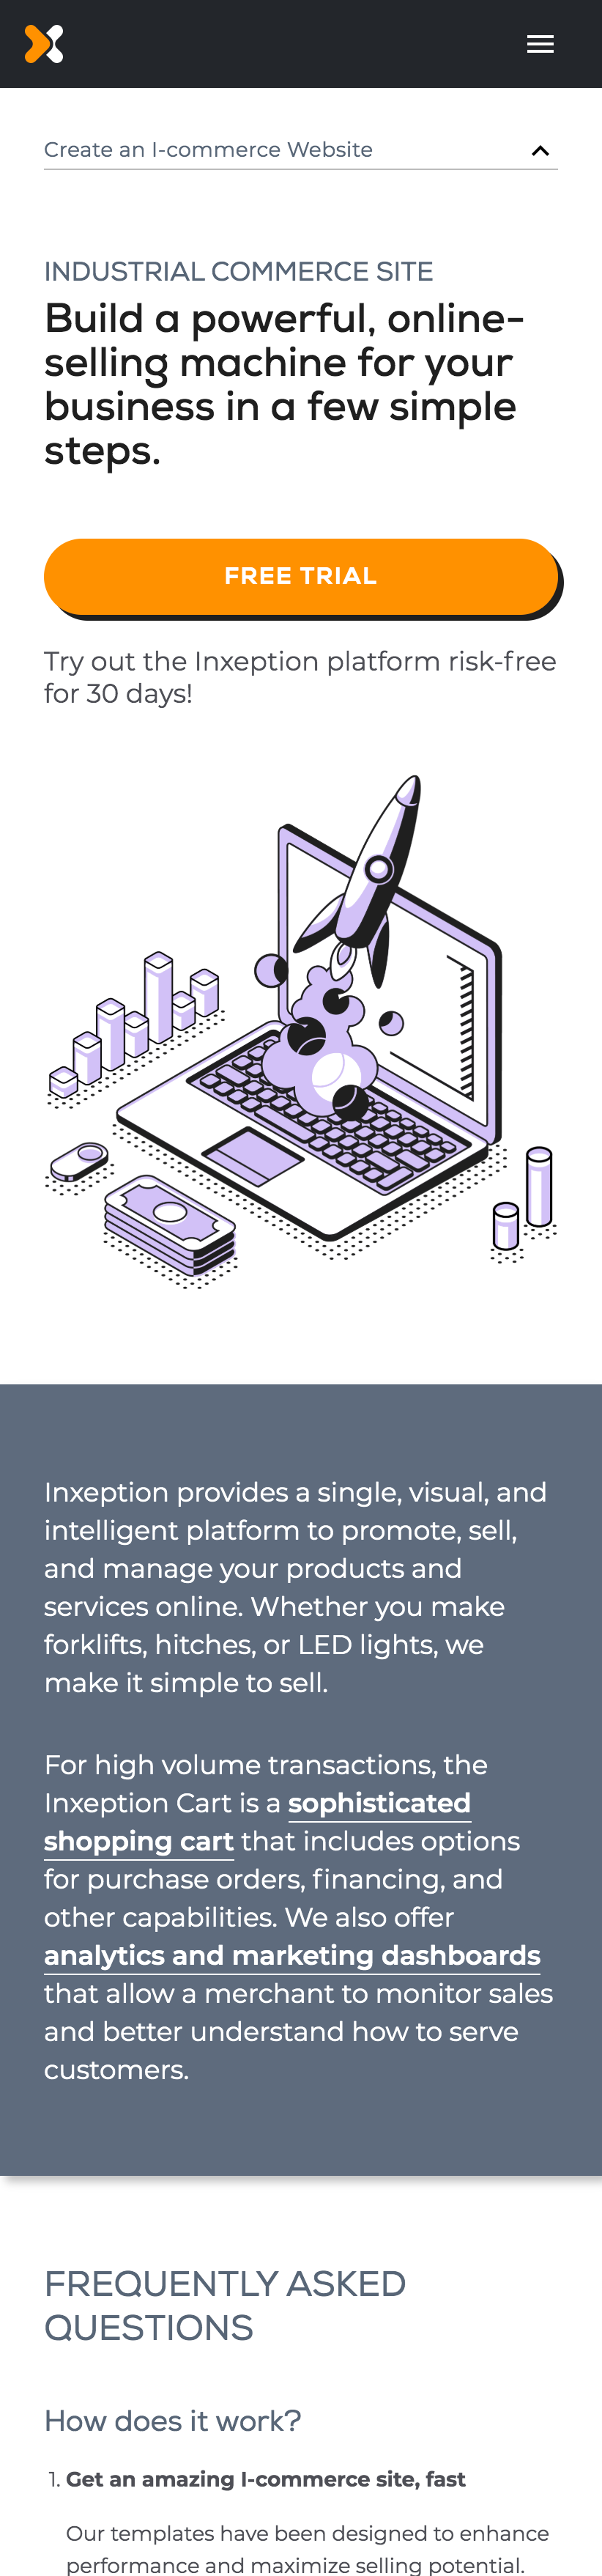 Create an I-commerce Website
INDUSTRIAL COMMERCE SITE
Build a powerful, online-
selling machine for your
business in a few simple
steps.
FREE TRIAL
Try out the Inxeption platform risk-free
for 30 days!
Inxeption provides a single, visual, and
intelligent platform to promote, sell,
and manage your products and
services online. Whether you make
forklifts, hitches, or LED lights, we
make it simple to sell.
For high volume transactions, the
Inxeption Cart is a sophisticated
shopping cart that includes options
for purchase orders, financing, and
other capabilities. We also offer
analytics and marketing dashboards
that allow a merchant to monitor sales
and better understand how to serve
customers.
FREQUENTLY ASKED
QUESTIONS
How does it work?
1. Get an amazing I-commerce site, fast
Our templates have been designed to enhance
performance and maximize selling potential.